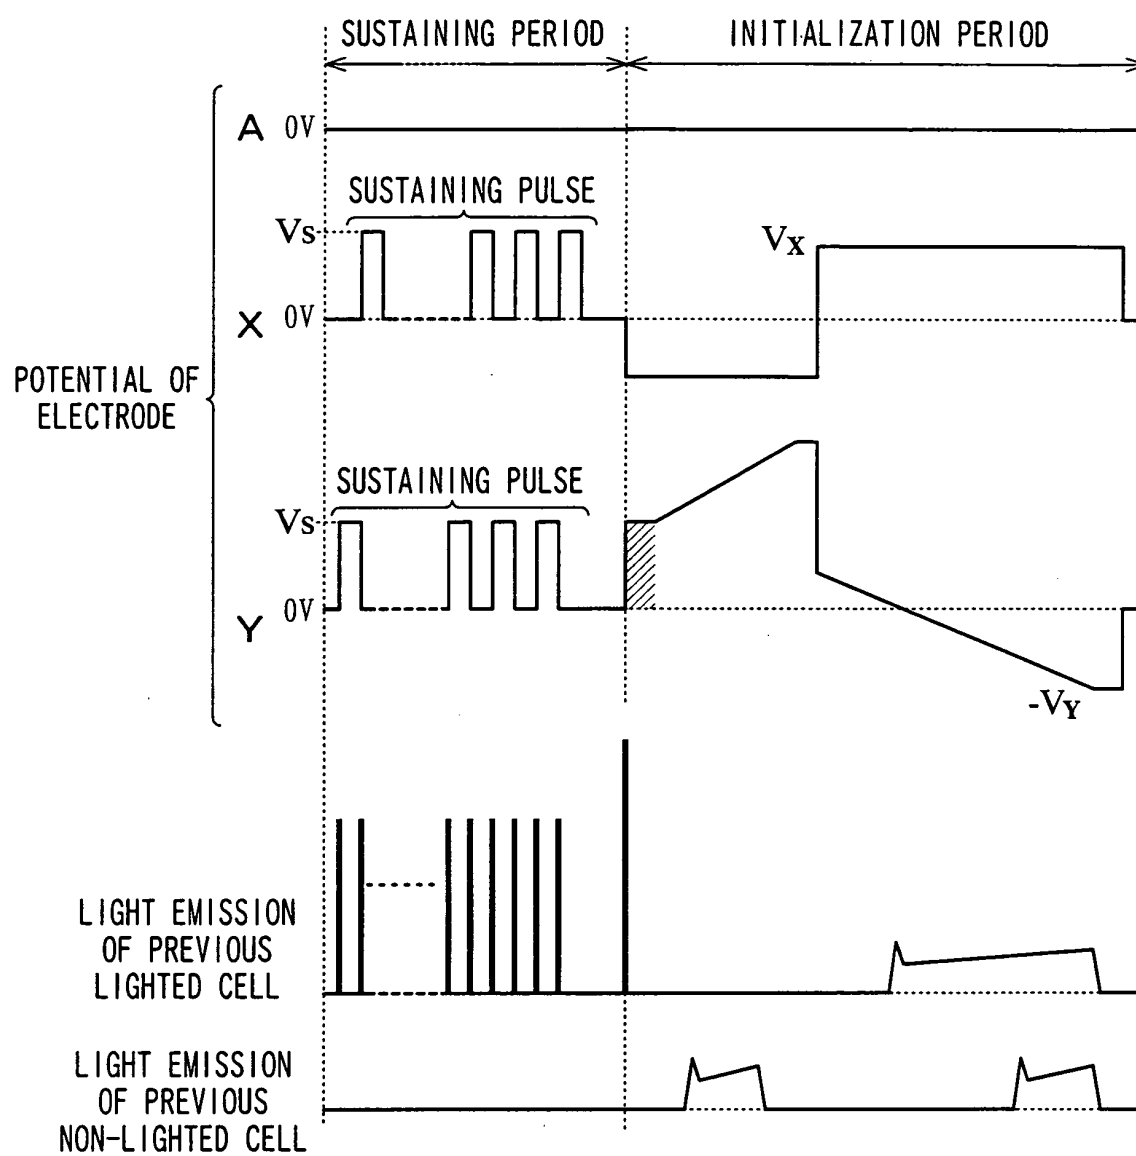 SUSTAINING PERIOD
INITIALIZATION PERIOD
A 0V
SUSTAINING PULSE
Vs
VX
X 0V
POTENTIAL OF
ELECTRODE
SUSTAINING PULSE
Vs
0V
Y
-VY
LIGHT EMISSION
OF PREVIOUS
LIGHTED CELL
LIGHT EMISSION
OF PREVIOUS
NON-LIGHTED CELL